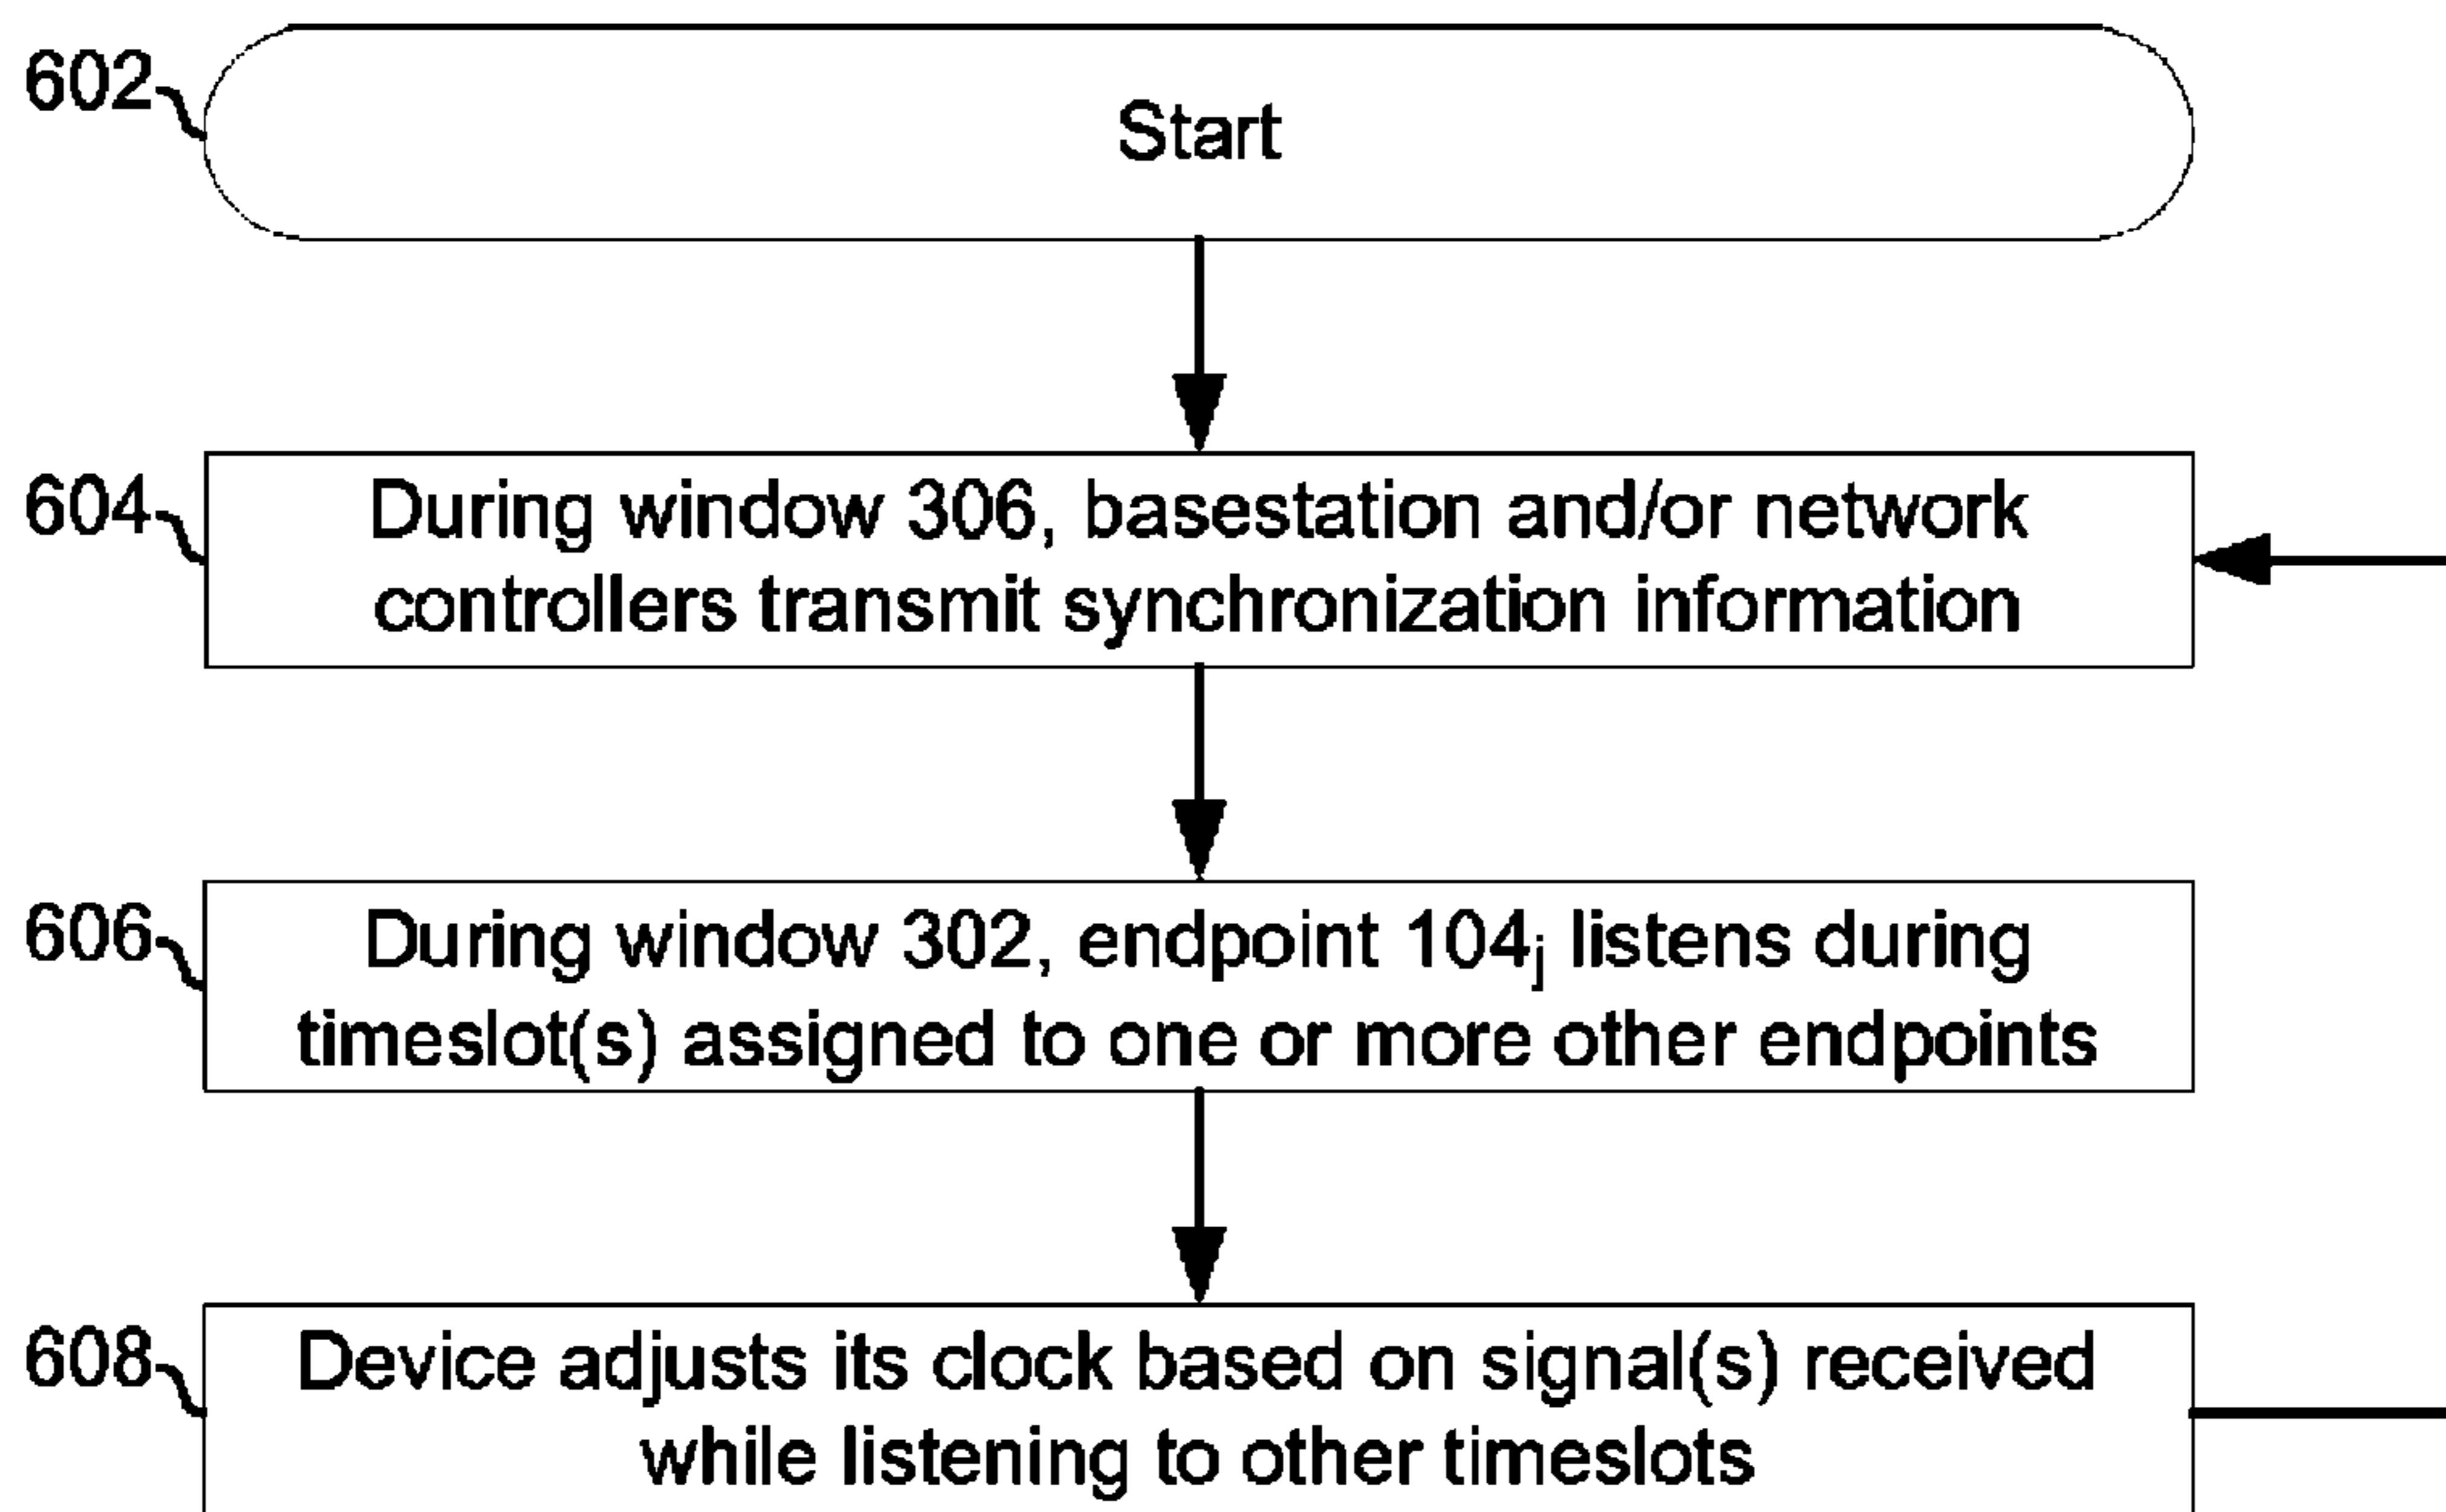 602
Start
604
During window 306, basestation and/or network
controllers transmit synchronization information
606
During window 302, endpoint 104j listens during
timeslot(s) assigned to one or more other endpoints
608
Device adjusts its clock based on signal(s) received
while listening to other timeslots